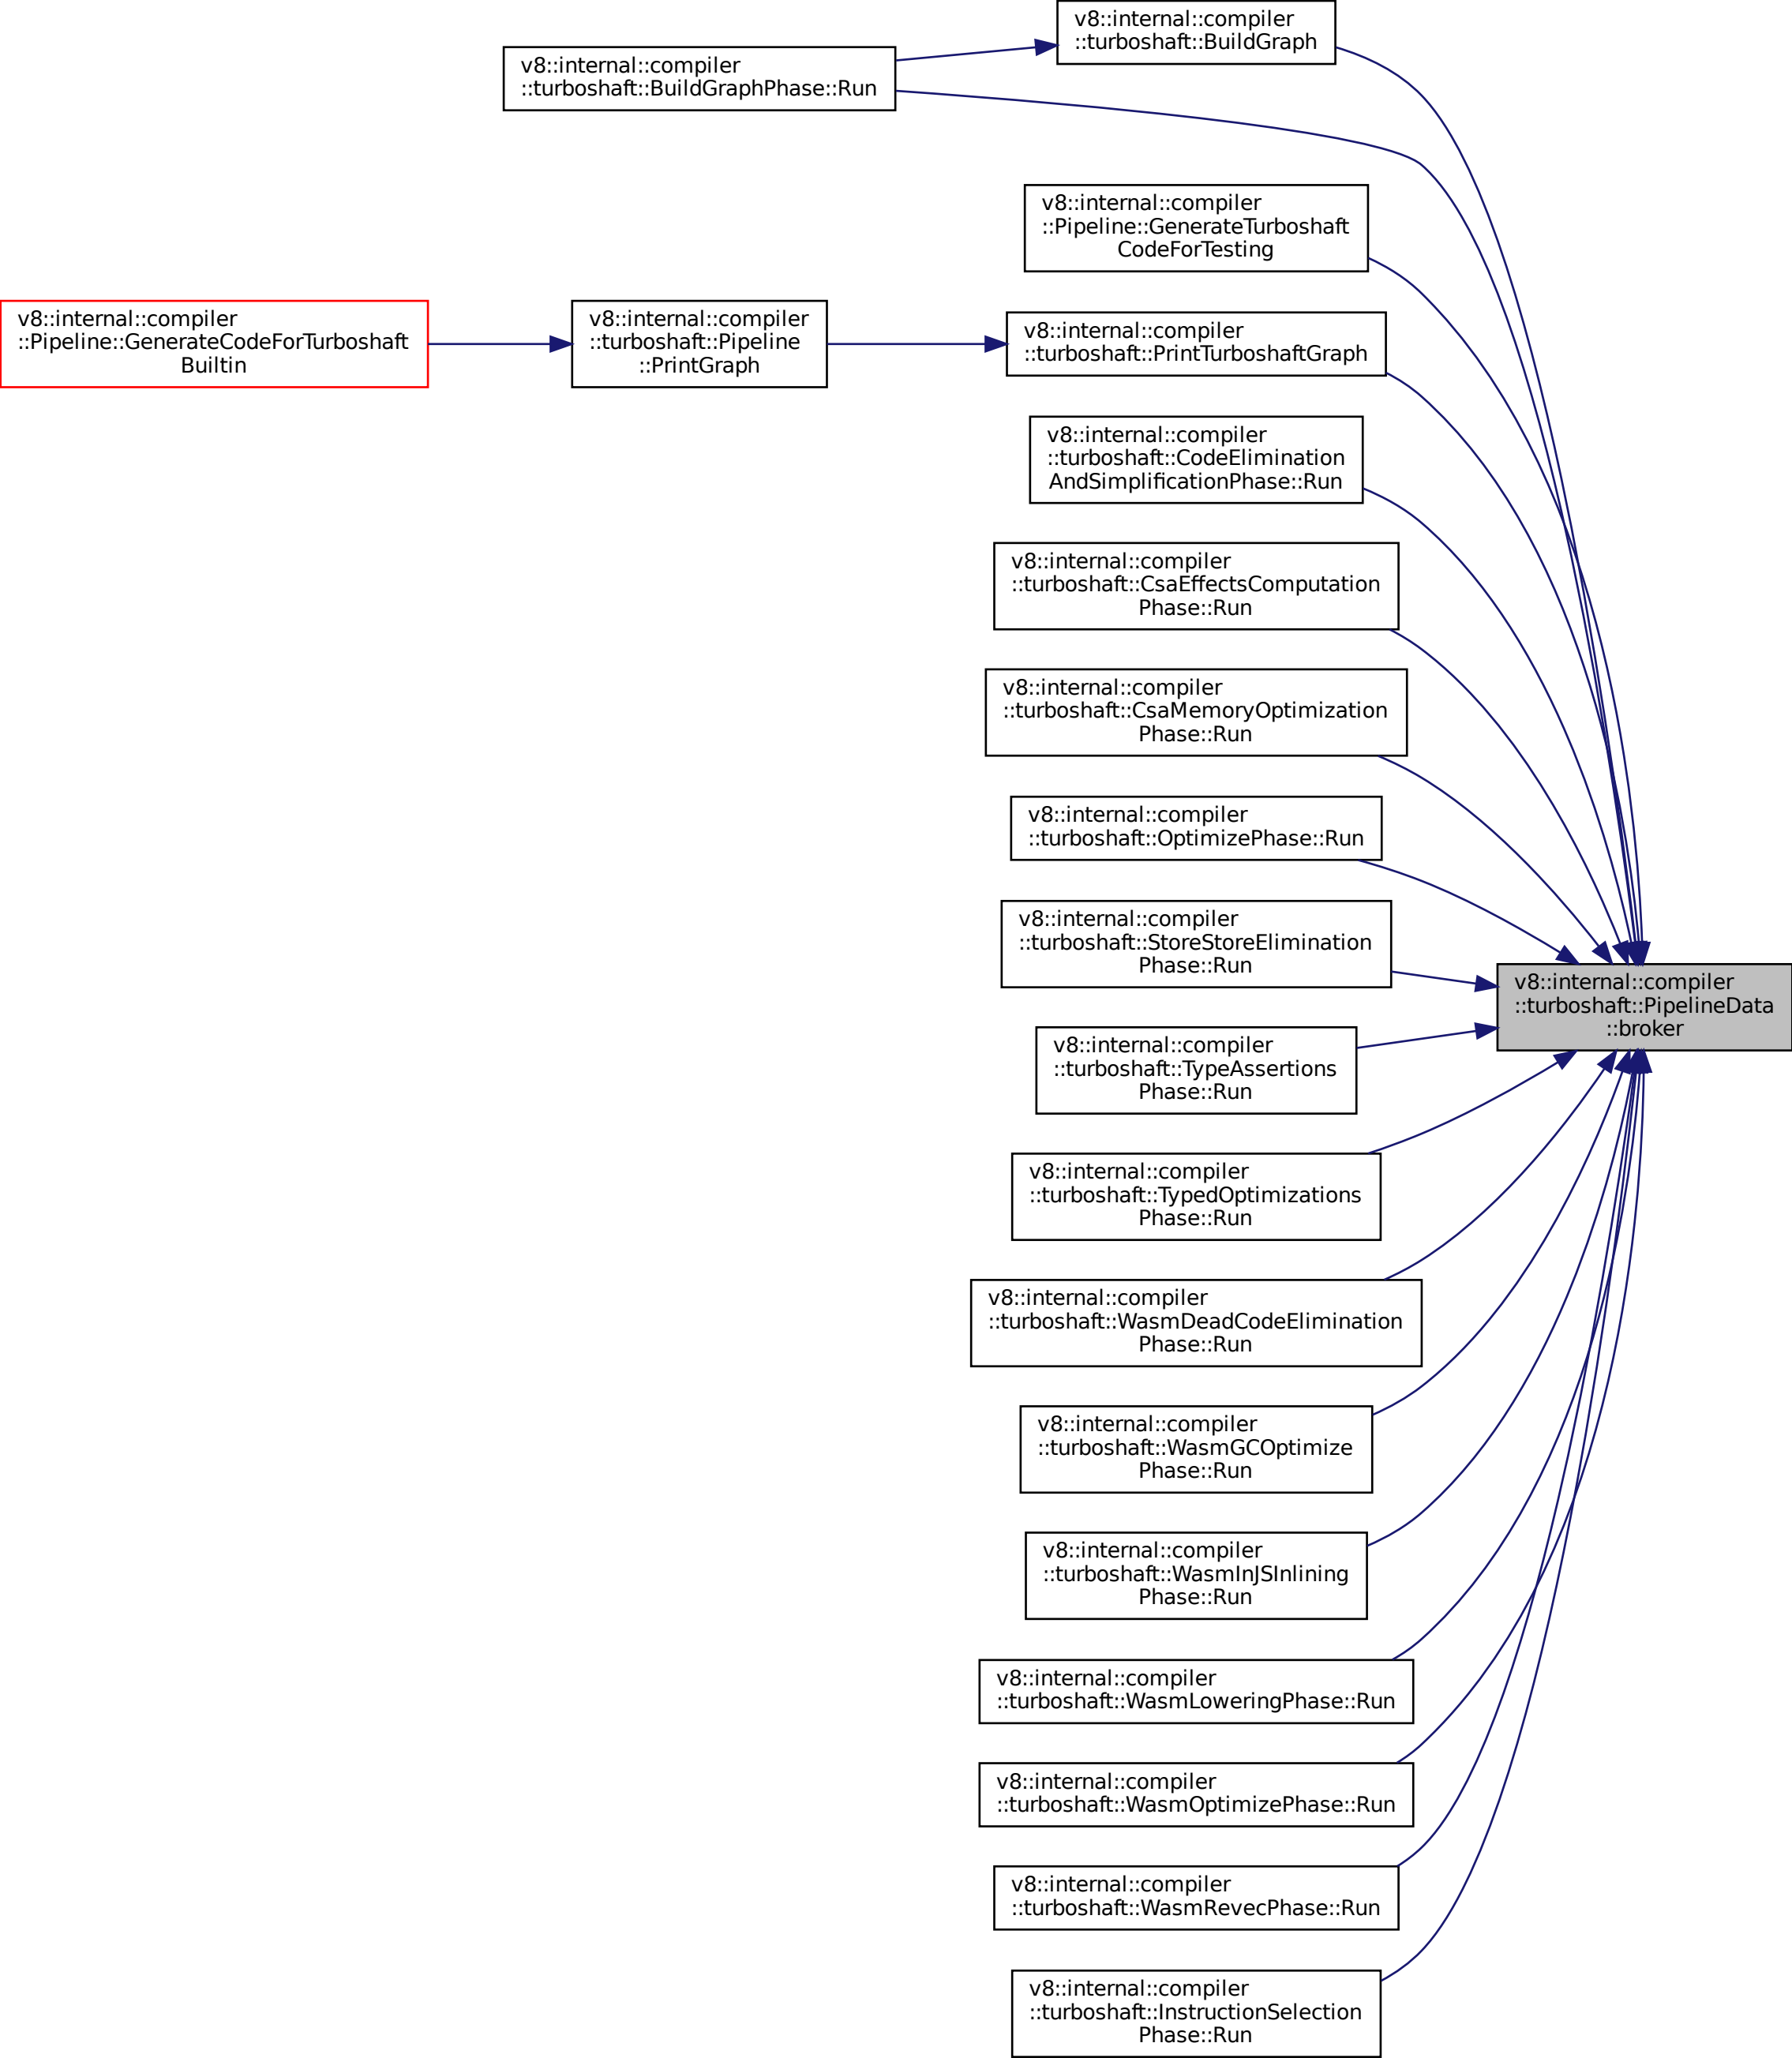 v8::internal::compiler
::turboshaft::BuildGraph
v8::internal::compiler
::turboshaft::BuildGraphPhase::Run
v8::internal::compiler
::Pipeline::GenerateTurboshaft
CodeForTesting
v8::internal::compiler
::Pipeline::GenerateCodeForTurboshaft
Builtin
v8::internal::compiler
::turboshaft::Pipeline
::PrintGraph
v8::internal::compiler
::turboshaft::PrintTurboshaftGraph
v8::internal::compiler
::turboshaft::CodeElimination
AndSimplificationPhase::Run
v8::internal::compiler
::turboshaft::CsaEffectsComputation
Phase::Run
v8::internal::compiler
::turboshaft::CsaMemoryOptimization
Phase::Run
v8::internal::compiler
::turboshaft::OptimizePhase::Run
v8::internal::compiler
::turboshaft::StoreStoreElimination
Phase::Run
v8::internal::compiler
::turboshaft::PipelineData
::broker
v8::internal::compiler
::turboshaft::TypeAssertions
Phase::Run
v8::internal::compiler
::turboshaft::TypedOptimizations
Phase::Run
v8::internal::compiler
::turboshaft::WasmDeadCodeElimination
Phase::Run
v8::internal::compiler
::turboshaft::WasmGCOptimize
Phase::Run
v8::internal::compiler
::turboshaft::WasmInJSInlining
Phase::Run
v8::internal::compiler
::turboshaft::WasmLoweringPhase::Run
v8::internal::compiler
::turboshaft::WasmOptimizePhase::Run
v8::internal::compiler
::turboshaft::WasmRevecPhase::Run
v8::internal::compiler
::turboshaft::InstructionSelection
Phase::Run